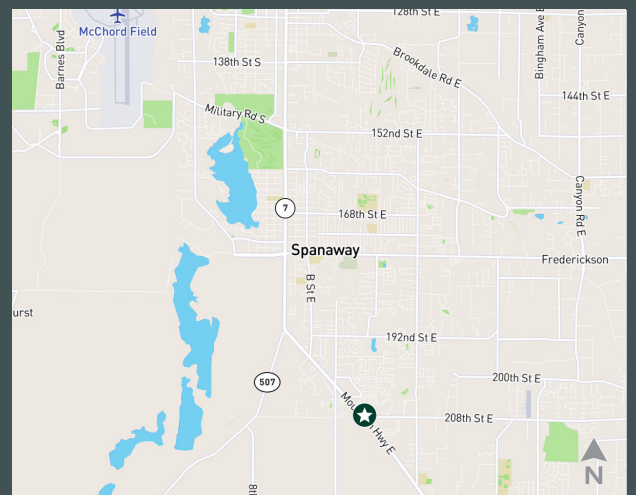 128th St E
McChord Field
Barnes Blvd
Bingham Ave E
Canyon
138th St S
Brookdale Rd E
144th St E
Military Rd S
152nd St E
Canyon Rd E
7
168th St E
Spanaway
Frederickson
B St E
urst
192nd St E
507
200th St E
Hwy E
208th St E
N